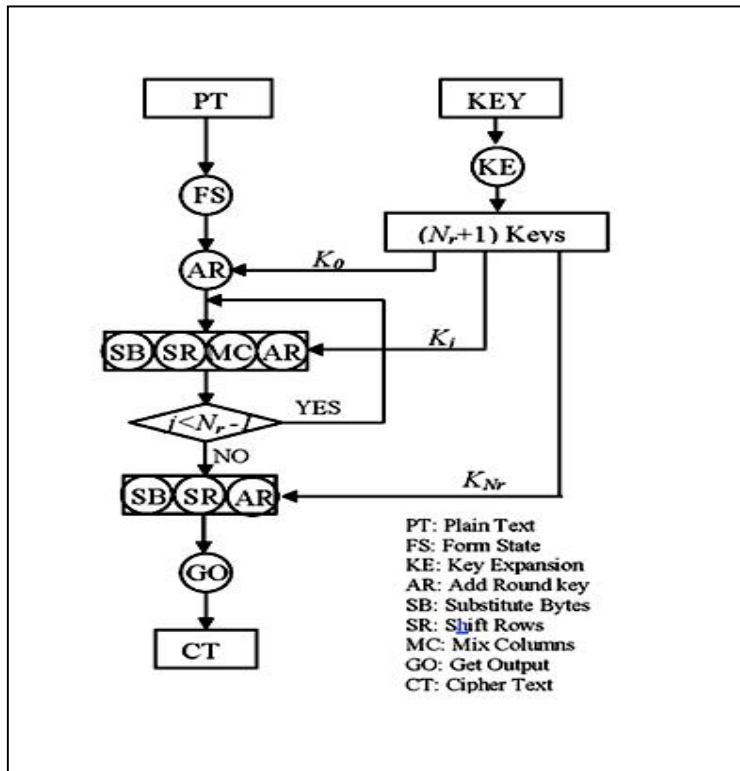 PT
KEY
KE
FS
(Nr+1) Keys
AR
K0
SB SR MC AR
Ki
i<Nr-1
YES
NO
SB SR AR
KNr
GO
CT
PT: Plain Text
FS: Form State
KE: Key Expansion
AR: Add Round key
SB: Substitute Bytes
SR: Shift Rows
MC: Mix Columns
GO: Get Output
CT: Cipher Text